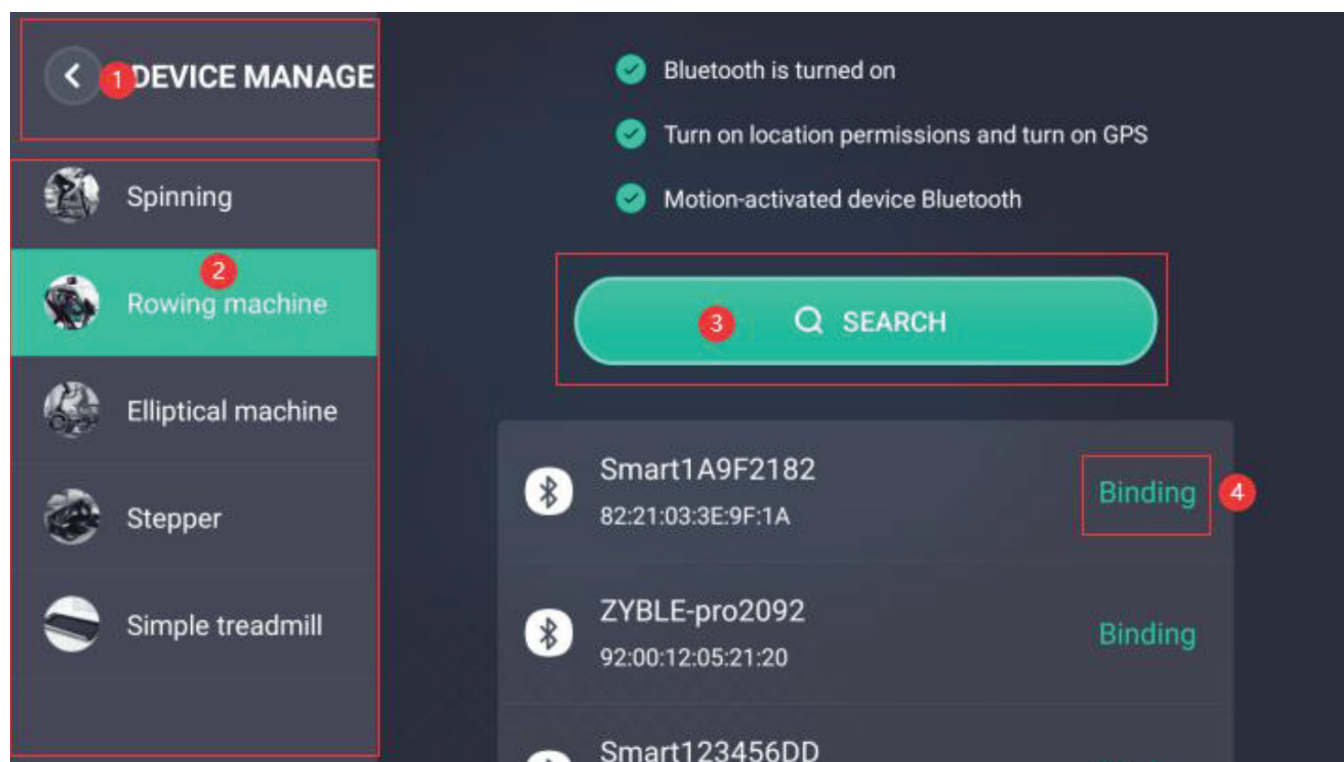 1 DEVICE MANAGE
Spinning
2
Rowing machine
Elliptical machine
Stepper
Simple treadmill
Bluetooth is turned on
Turn on location permissions and turn on GPS
Motion-activated device Bluetooth
3 SEARCH
Smart1A9F2182
82:21:03:3E:9F:1A
Binding 4
ZYBLE-pro2092
92:00:12:05:21:20
Binding
Smart123456DD